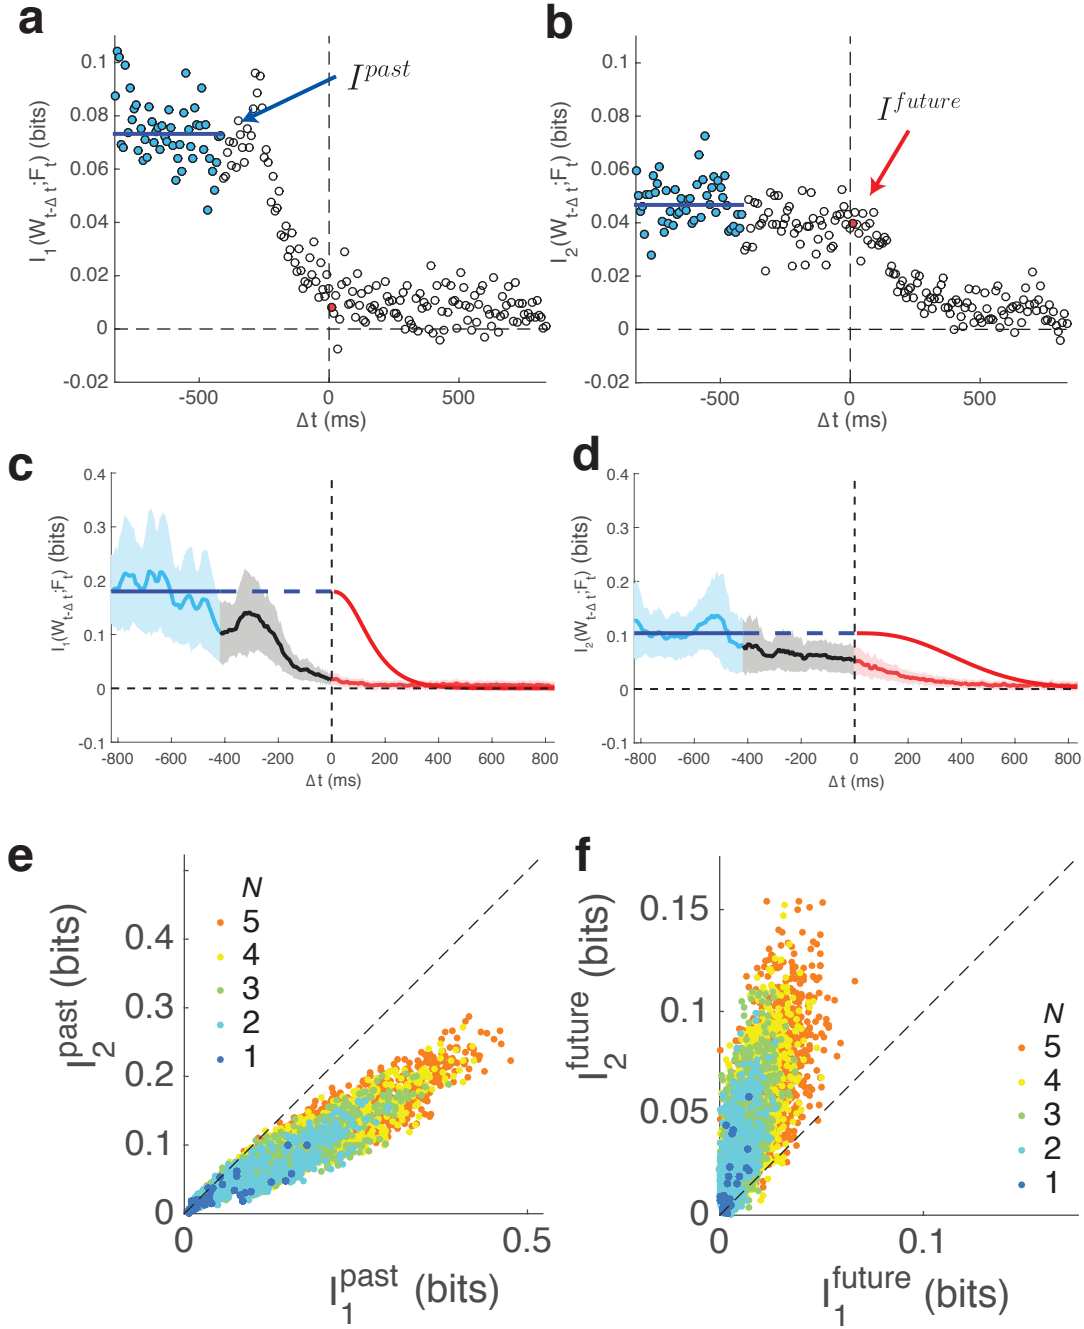 a
I^past
I_1(W_{t-Δt};F_t) (bits)
0.1
0.08
0.06
0.04
0.02
0
-0.02
-500
0
500
Δt (ms)
b
I^future
I_2(W_{t-Δt};F_t) (bits)
0.1
0.08
0.06
0.04
0.02
0
-0.02
-500
0
500
Δt (ms)
c
I_1(W_{t-Δt};F_t) (bits)
0.4
0.3
0.2
0.1
0
-0.1
-800 -600 -400 -200 0 200 400 600 800
Δt (ms)
d
I_2(W_{t-Δt};F_t) (bits)
0.4
0.3
0.2
0.1
0
-0.1
-800 -600 -400 -200 0 200 400 600 800
Δt (ms)
e
I_2^past (bits)
0.4
0.3
0.2
0.1
0
N
5
4
3
2
1
0 0.5
I_1^past (bits)
f
I_2^future (bits)
0.15
0.1
0.05
0
N
5
4
3
2
1
0 0.1
I_1^future (bits)